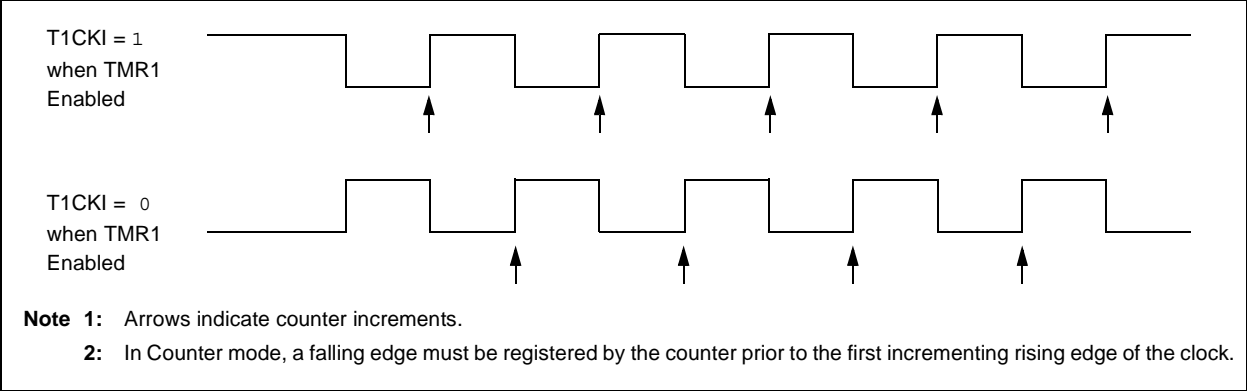 T1CKI = 1
when TMR1
Enabled
T1CKI = 0
when TMR1
Enabled
Note 1: Arrows indicate counter increments.
2: In Counter mode, a falling edge must be registered by the counter prior to the first incrementing rising edge of the clock.